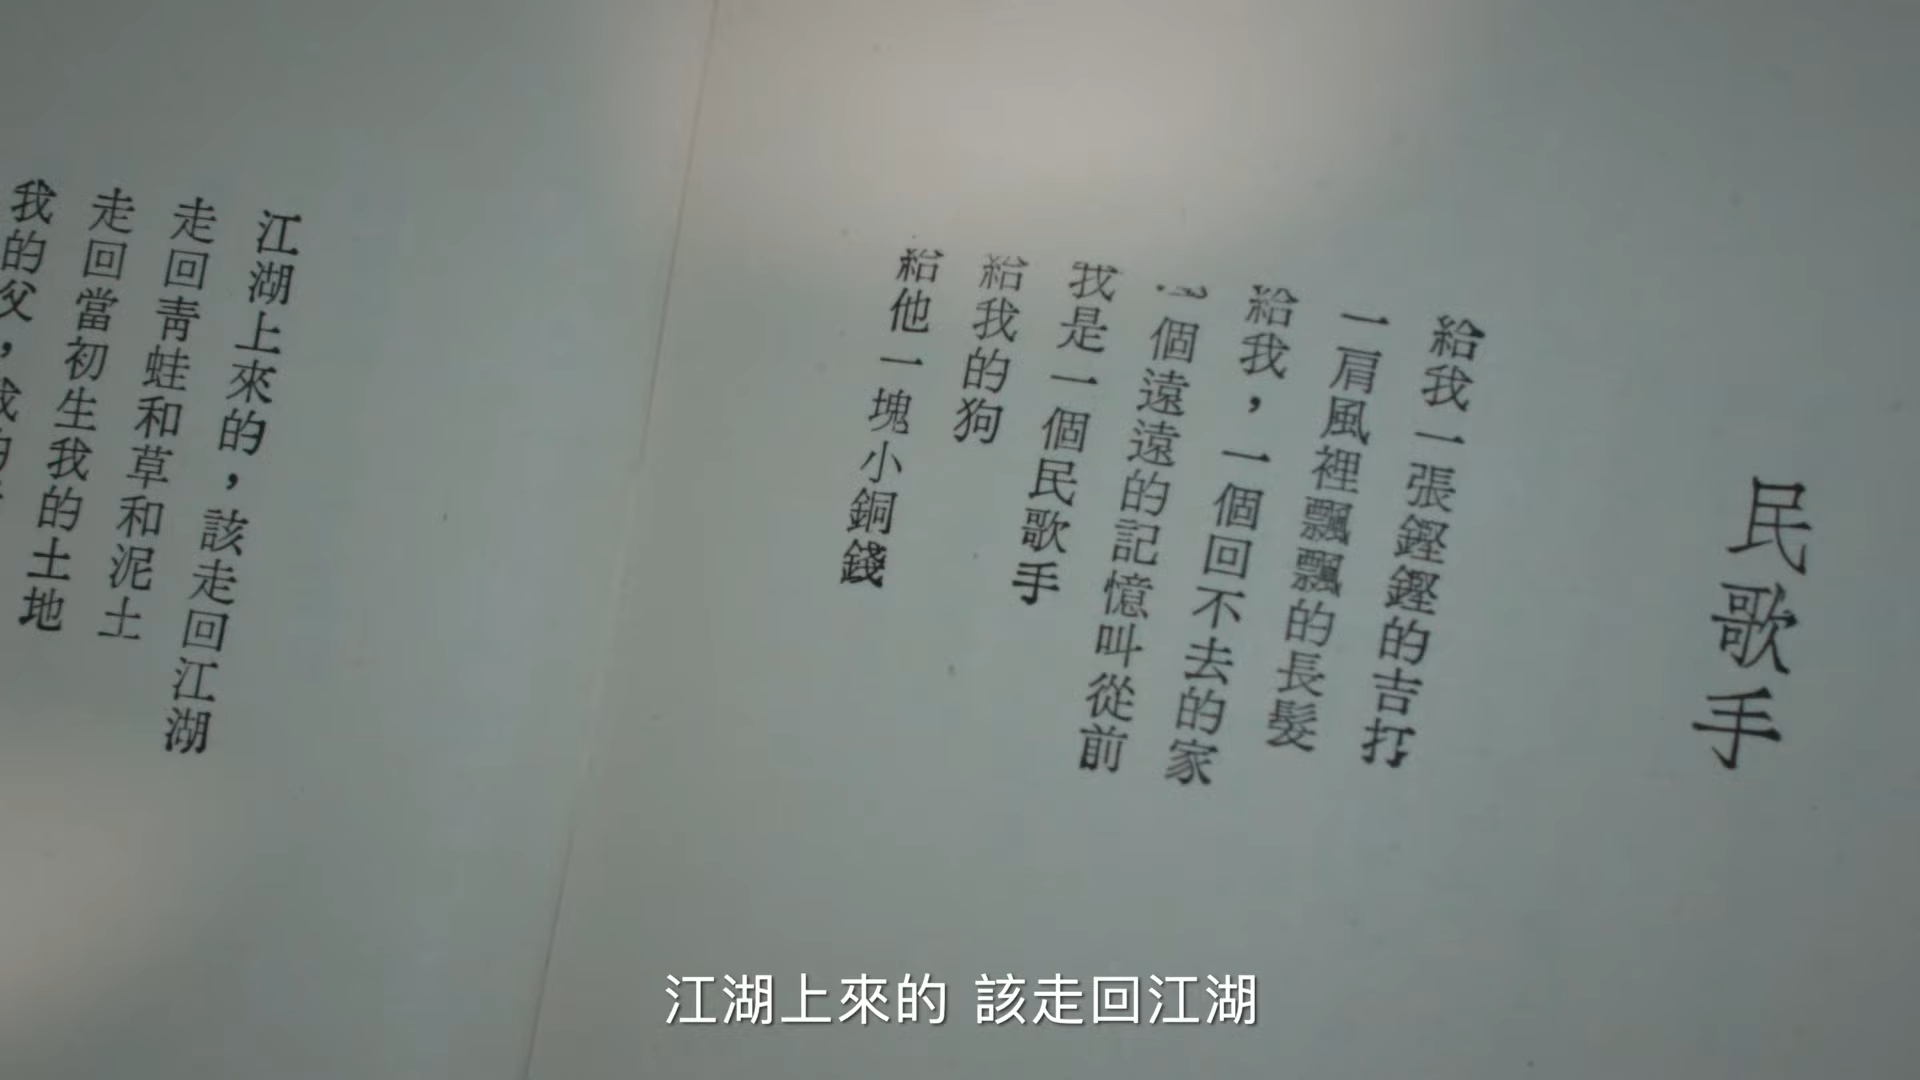 民歌手
給我一張鏗鏗的吉打
一肩風裡飄飄的長髮
給我，一個回不去的家
個遠遠的記憶叫從前
我是一個民歌手
給我的狗
給他一塊小銅錢
江湖上來的，該走回江湖
走回青蛙和草和泥土
走回當初生我的土地
我的父，我的
江湖上來的 該走回江湖